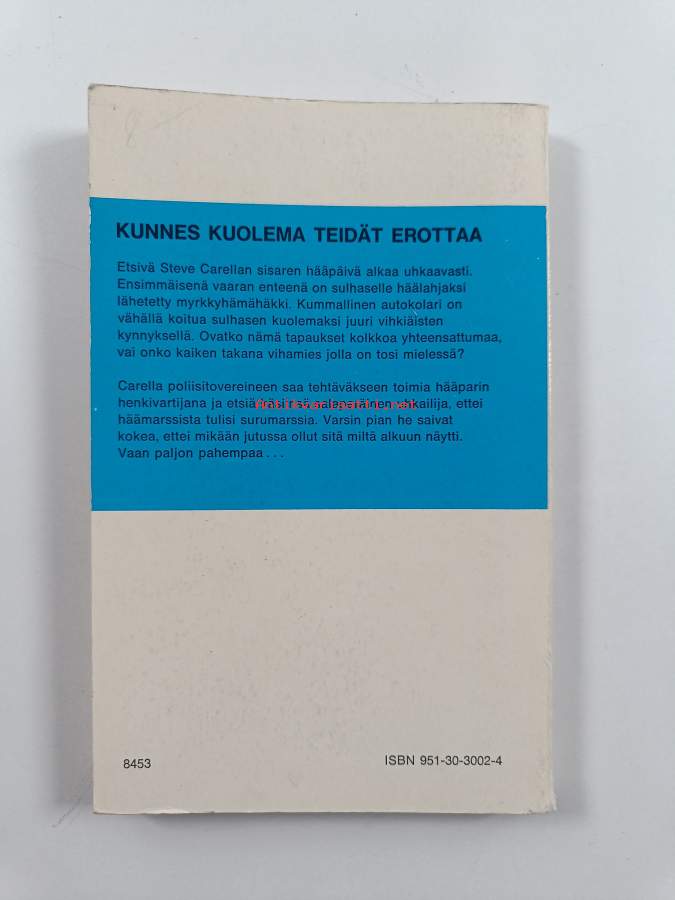 KUNNES KUOLEMA TEIDÄT EROTTAA
Etsivä Steve Carellan sisaren hääpäivä alkaa uhkaavasti.
Ensimmäisenä vaaran enteenä on sulhaselle häälahjaksi
lähetetty myrkkyhämähäkki. Kummallinen autokolari on
vähällä koitua sulhasen kuolemaksi juuri vihkiäisten
kynnyksellä. Ovatko nämä tapaukset kolkkoa yhteensattumaa,
vai onko kaiken takana vihamies jolla on tosi mielessä?
Carella poliisitovereineen saa tehtäväkseen toimia hääparin
henkivartijana ja etsiä käsiinsä salaperäinen uhkailija, ettei
häämarssista tulisi surumarssia. Varsin pian he saivat
kokea, ettei mikään jutussa ollut sitä miltä alkuun näytti.
Vaan paljon pahempaa...
8453
ISBN 951-30-3002-4